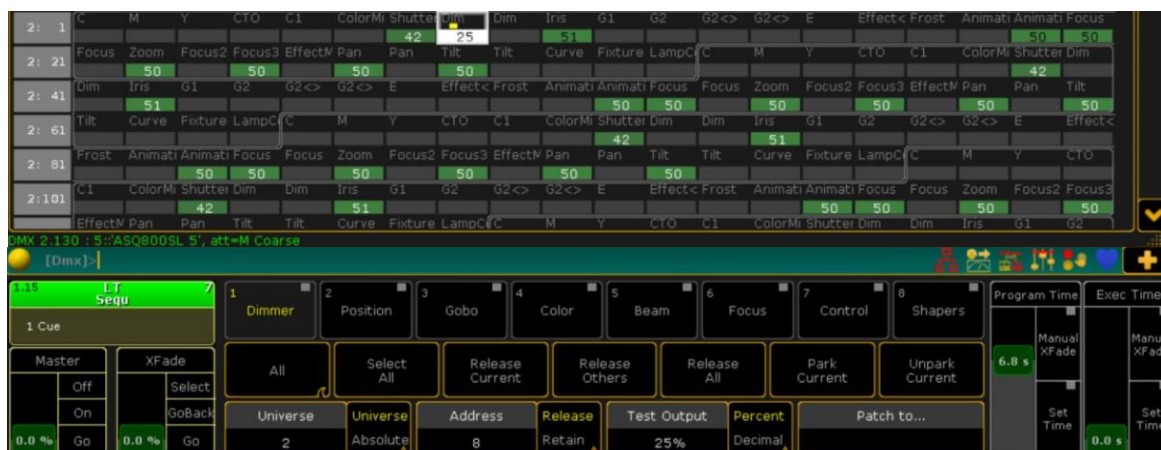 C M Y CTO C1 ColorMi Shutter Dim Dim Iris G1 G2 G2<> G2<> E Effect< Frost Animati Animati Focus
2: 1 42 25 51 50 50
Focus Zoom Focus2 Focus3 EffectM Pan Pan Tilt Tilt Curve Fixture LampCo C M Y CTO C1 ColorMi Shutter Dim
2: 21 50 50 50 50 42
Dim Iris G1 G2 G2<> G2<> E Effect< Frost Animati Animati Focus Focus Zoom Focus2 Focus3 EffectM Pan Pan Tilt
2: 41 51 50 50 50 50 50 50
Tilt Curve Fixture LampCo C M Y CTO C1 ColorMi Shutter Dim Dim Iris G1 G2 G2<> G2<> E Effect<
2: 61 42 51
Frost Animati Animati Focus Focus Zoom Focus2 Focus3 EffectM Pan Pan Tilt Tilt Curve Fixture LampCo C M Y CTO
2: 81 50 50 50 50 50 50
C1 ColorMi Shutter Dim Dim Iris G1 G2 G2<> G2<> E Effect< Frost Animati Animati Focus Focus Zoom Focus2 Focus3
2:101 42 51 50 50 50 50
EffectM Pan Pan Tilt Tilt Curve Fixture LampCo C M Y CTO C1 ColorMi Shutter Dim Dim Iris G1 G2
DMX 2.130 : 5::'ASQ800SL 5', att=M Coarse
[Dmx]>
1.15 LT 7
Sequ
1 Cue
Master XFade
Off Select
On GoBack
0.0 % Go 0.0 % Go
1 Dimmer 2 Position 3 Gobo 4 Color 5 Beam 6 Focus 7 Control 8 Shapers
All Select All Release Current Release Others Release All Park Current Unpark Current
Universe Universe Address Release Test Output Percent Patch to...
2 Absolute 8 Retain 25% Decimal
Program Time Exec Time
Manual XFade Manu XFad
6.8 s
Set Time Set Time
0.0 s